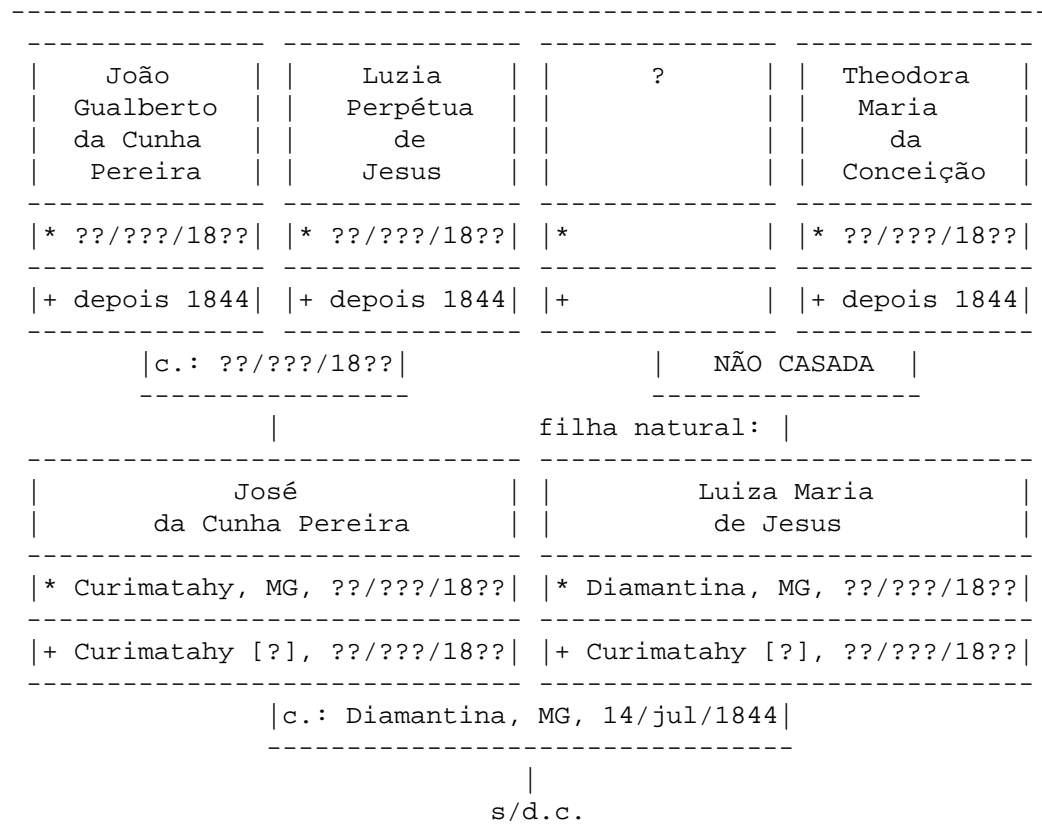 -----------------------------------------------------------------
--------------- --------------- --------------- ---------------
|    João     | |    Luzia    | |      ?      | |  Theodora   |
|  Gualberto  | |   Perpétua  | |             | |   Maria     |
|  da Cunha   | |      de     | |             | |     da      |
|   Pereira   | |    Jesus    | |             | |  Conceição  |
--------------- --------------- --------------- ---------------
|* ??/???/18??| |* ??/???/18??| |*            | |* ??/???/18??|
--------------- --------------- --------------- ---------------
|+ depois 1844| |+ depois 1844| |+            | |+ depois 1844|
--------------- --------------- --------------- ---------------
|c.: ??/???/18??|               |   NÃO CASADA  |
-----------------               -----------------
|                filha natural: |
------------------------------- -------------------------------
|            José             | |         Luiza Maria         |
|       da Cunha Pereira      | |          de Jesus           |
------------------------------- -------------------------------
|* Curimatahy, MG, ??/???/18??| |* Diamantina, MG, ??/???/18??|
------------------------------- -------------------------------
|+ Curimatahy [?], ??/???/18??| |+ Curimatahy [?], ??/???/18??|
------------------------------- -------------------------------
|c.: Diamantina, MG, 14/jul/1844|
---------------------------------
|
s/d.c.